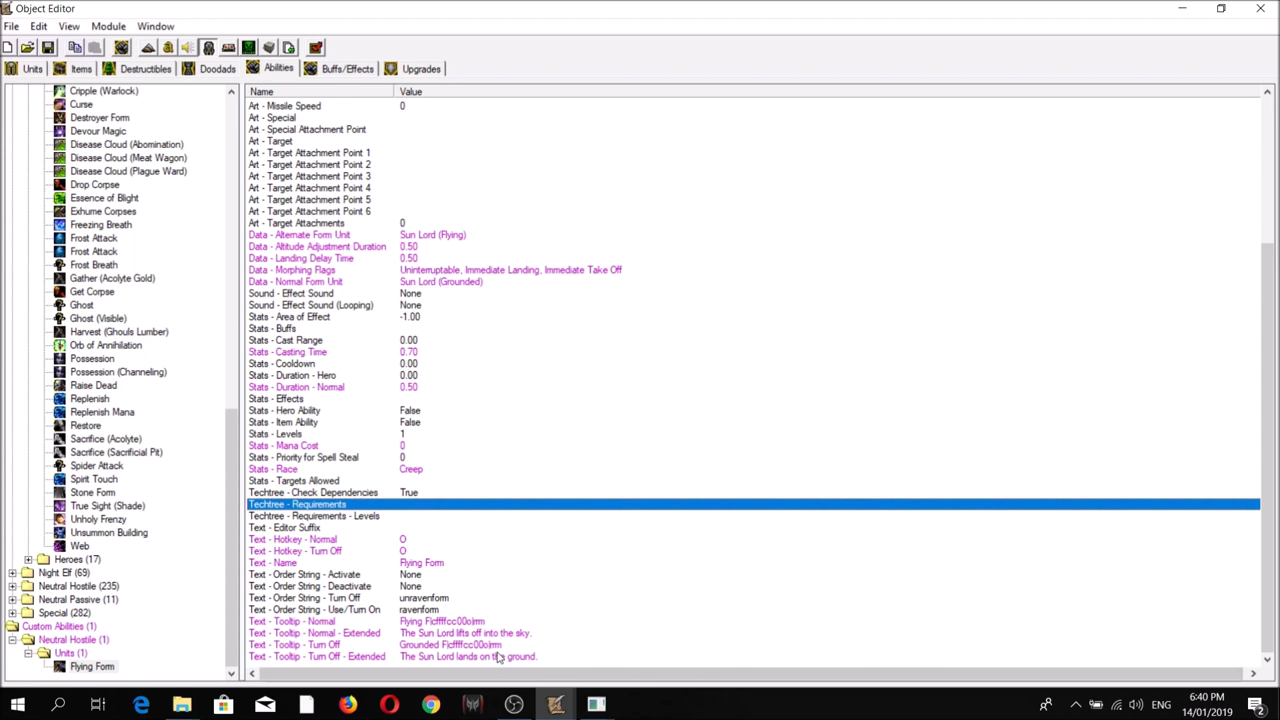 Object Editor
File Edit View Module Window
Units Items Destructibles Doodads Abilities Buffs/Effects Upgrades
Cripple (Warlock)
Curse
Destroyer Form
Devour Magic
Disease Cloud (Abomination)
Disease Cloud (Meat Wagon)
Disease Cloud (Plague Ward)
Drop Corpse
Essence of Blight
Exhume Corpses
Freezing Breath
Frost Attack
Frost Attack
Frost Breath
Gather (Acolyte Gold)
Get Corpse
Ghost
Ghost (Visible)
Harvest (Ghouls Lumber)
Orb of Annihilation
Possession
Possession (Channeling)
Raise Dead
Replenish
Replenish Mana
Restore
Sacrifice (Acolyte)
Sacrifice (Sacrificial Pit)
Spider Attack
Spirit Touch
Stone Form
True Sight (Shade)
Unholy Frenzy
Unsummon Building
Web
Heroes (17)
Night Elf (69)
Neutral Hostile (235)
Neutral Passive (11)
Special (282)
Custom Abilities (1)
Neutral Hostile (1)
Units (1)
Flying Form
Name Value
Art - Missile Speed 0
Art - Special
Art - Special Attachment Point
Art - Target
Art - Target Attachment Point 1
Art - Target Attachment Point 2
Art - Target Attachment Point 3
Art - Target Attachment Point 4
Art - Target Attachment Point 5
Art - Target Attachment Point 6
Art - Target Attachments 0
Data - Alternate Form Unit Sun Lord (Flying)
Data - Altitude Adjustment Duration 0.50
Data - Landing Delay Time 0.50
Data - Morphing Flags Uninterruptable, Immediate Landing, Immediate Take Off
Data - Normal Form Unit Sun Lord (Grounded)
Sound - Effect Sound None
Sound - Effect Sound (Looping) None
Stats - Area of Effect -1.00
Stats - Buffs
Stats - Cast Range 0.00
Stats - Casting Time 0.70
Stats - Cooldown 0.00
Stats - Duration - Hero 0.00
Stats - Duration - Normal 0.50
Stats - Effects
Stats - Hero Ability False
Stats - Item Ability False
Stats - Levels 1
Stats - Mana Cost 0
Stats - Priority for Spell Steal 0
Stats - Race Creep
Stats - Targets Allowed
Techtree - Check Dependencies True
Techtree - Requirements
Techtree - Requirements - Levels
Text - Editor Suffix
Text - Hotkey - Normal O
Text - Hotkey - Turn Off O
Text - Name Flying Form
Text - Order String - Activate None
Text - Order String - Deactivate None
Text - Order String - Turn Off unravenform
Text - Order String - Use/Turn On ravenform
Text - Tooltip - Normal Flying F|cffffcc00o|rm
Text - Tooltip - Normal - Extended The Sun Lord lifts off into the sky.
Text - Tooltip - Turn Off Grounded F|cffffcc00o|rm
Text - Tooltip - Turn Off - Extended The Sun Lord lands on the ground.
ENG
6:40 PM
14/01/2019
2